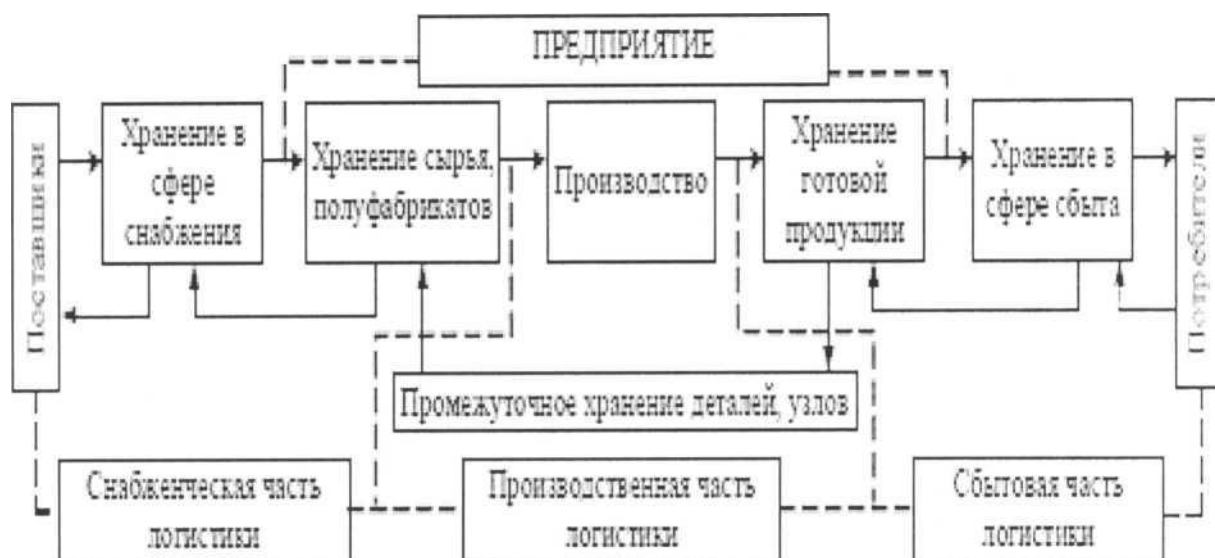 ПРЕДПРИЯТИЕ
Поставщики
Хранение в
сфере
снабжения
Хранение сырья,
полуфабрикатов
Производство
Хранение
готовой
продукции
Хранение в
сфере сбыта
Потребители
Промежуточное хранение деталей, узлов
Снабженческая часть
логистики
Производственная часть
логистики
Сбытовая часть
логистики